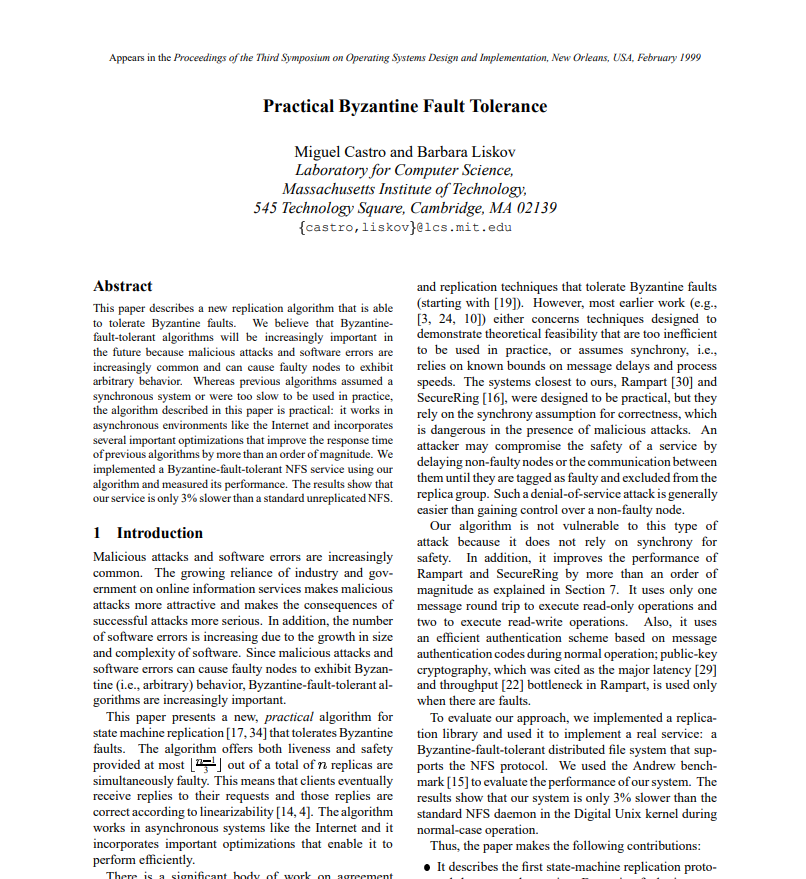 Appears in the Proceedings of the Third Symposium on Operating Systems Design and Implementation, New Orleans, USA, February 1999
Practical Byzantine Fault Tolerance
Miguel Castro and Barbara Liskov
Laboratory for Computer Science,
Massachusetts Institute of Technology,
545 Technology Square, Cambridge, MA 02139
{castro,liskov}@lcs.mit.edu
Abstract
This paper describes a new replication algorithm that is able
to tolerate Byzantine faults. We believe that Byzantine-
fault-tolerant algorithms will be increasingly important in
the future because malicious attacks and software errors are
increasingly common and can cause faulty nodes to exhibit
arbitrary behavior. Whereas previous algorithms assumed a
synchronous system or were too slow to be used in practice,
the algorithm described in this paper is practical: it works in
asynchronous environments like the Internet and incorporates
several important optimizations that improve the response time
of previous algorithms by more than an order of magnitude. We
implemented a Byzantine-fault-tolerant NFS service using our
algorithm and measured its performance. The results show that
our service is only 3% slower than a standard unreplicated NFS.
1 Introduction
Malicious attacks and software errors are increasingly
common. The growing reliance of industry and gov-
ernment on online information services makes malicious
attacks more attractive and makes the consequences of
successful attacks more serious. In addition, the number
of software errors is increasing due to the growth in size
and complexity of software. Since malicious attacks and
software errors can cause faulty nodes to exhibit Byzan-
tine (i.e., arbitrary) behavior, Byzantine-fault-tolerant al-
gorithms are increasingly important.
This paper presents a new, practical algorithm for
state machine replication [17, 34] that tolerates Byzantine
faults. The algorithm offers both liveness and safety
provided at most ⌊n−1/3⌋ out of a total of n replicas are
simultaneously faulty. This means that clients eventually
receive replies to their requests and those replies are
correct according to linearizability [14, 4]. The algorithm
works in asynchronous systems like the Internet and it
incorporates important optimizations that enable it to
perform efficiently.
There is a significant body of work on agreement
and replication techniques that tolerate Byzantine faults
(starting with [19]). However, most earlier work (e.g.,
[3, 24, 10]) either concerns techniques designed to
demonstrate theoretical feasibility that are too inefficient
to be used in practice, or assumes synchrony, i.e.,
relies on known bounds on message delays and process
speeds. The systems closest to ours, Rampart [30] and
SecureRing [16], were designed to be practical, but they
rely on the synchrony assumption for correctness, which
is dangerous in the presence of malicious attacks. An
attacker may compromise the safety of a service by
delaying non-faulty nodes or the communication between
them until they are tagged as faulty and excluded from the
replica group. Such a denial-of-service attack is generally
easier than gaining control over a non-faulty node.
Our algorithm is not vulnerable to this type of
attack because it does not rely on synchrony for
safety. In addition, it improves the performance of
Rampart and SecureRing by more than an order of
magnitude as explained in Section 7. It uses only one
message round trip to execute read-only operations and
two to execute read-write operations. Also, it uses
an efficient authentication scheme based on message
authentication codes during normal operation; public-key
cryptography, which was cited as the major latency [29]
and throughput [22] bottleneck in Rampart, is used only
when there are faults.
To evaluate our approach, we implemented a replica-
tion library and used it to implement a real service: a
Byzantine-fault-tolerant distributed file system that sup-
ports the NFS protocol. We used the Andrew bench-
mark [15] to evaluate the performance of our system. The
results show that our system is only 3% slower than the
standard NFS daemon in the Digital Unix kernel during
normal-case operation.
Thus, the paper makes the following contributions:
● It describes the first state-machine replication proto-